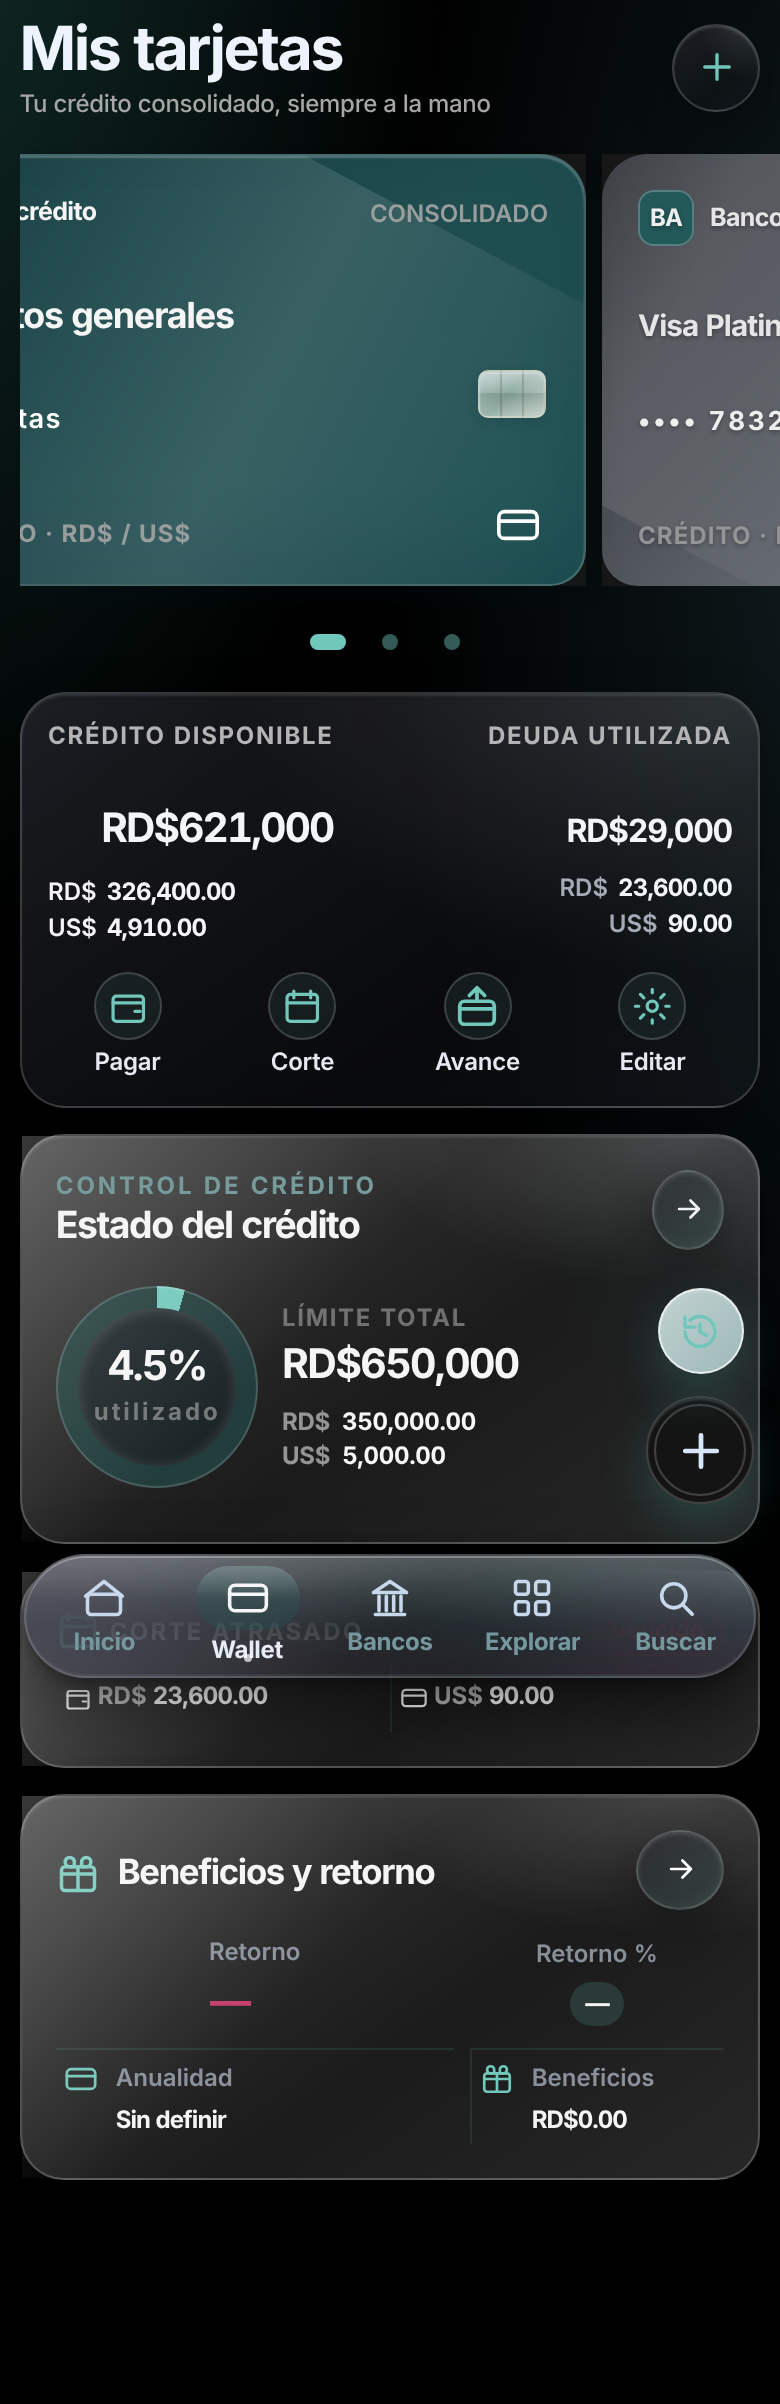 Mis tarjetas
Tu crédito consolidado, siempre a la mano
crédito
CONSOLIDADO
tos generales
tas
O · RD$ / US$
BA
Banco
Visa Platin
•••• 7832
CRÉDITO ·
CRÉDITO DISPONIBLE
DEUDA UTILIZADA
RD$621,000
RD$29,000
RD$ 326,400.00
US$ 4,910.00
RD$ 23,600.00
US$ 90.00
Pagar
Corte
Avance
Editar
CONTROL DE CRÉDITO
Estado del crédito
4.5%
utilizado
LÍMITE TOTAL
RD$650,000
RD$ 350,000.00
US$ 5,000.00
CORTE ATRASADO
Inicio
Wallet
Bancos
Explorar
Buscar
RD$ 23,600.00
US$ 90.00
Beneficios y retorno
Retorno
—
Retorno %
—
Anualidad
Sin definir
Beneficios
RD$0.00